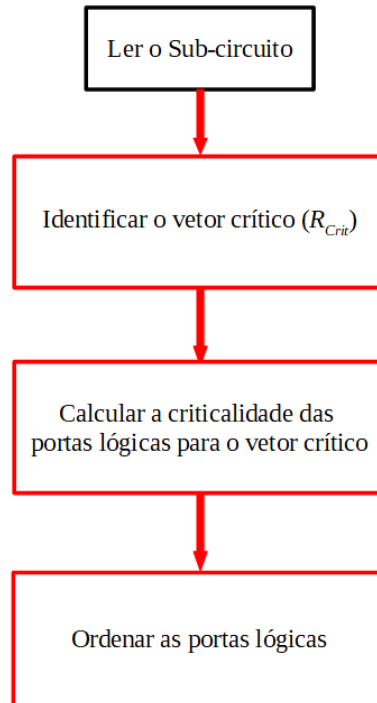 Ler o Sub-circuito
Identificar o vetor crítico (R_Crit)
Calcular a criticalidade das
portas lógicas para o vetor crítico
Ordenar as portas lógicas